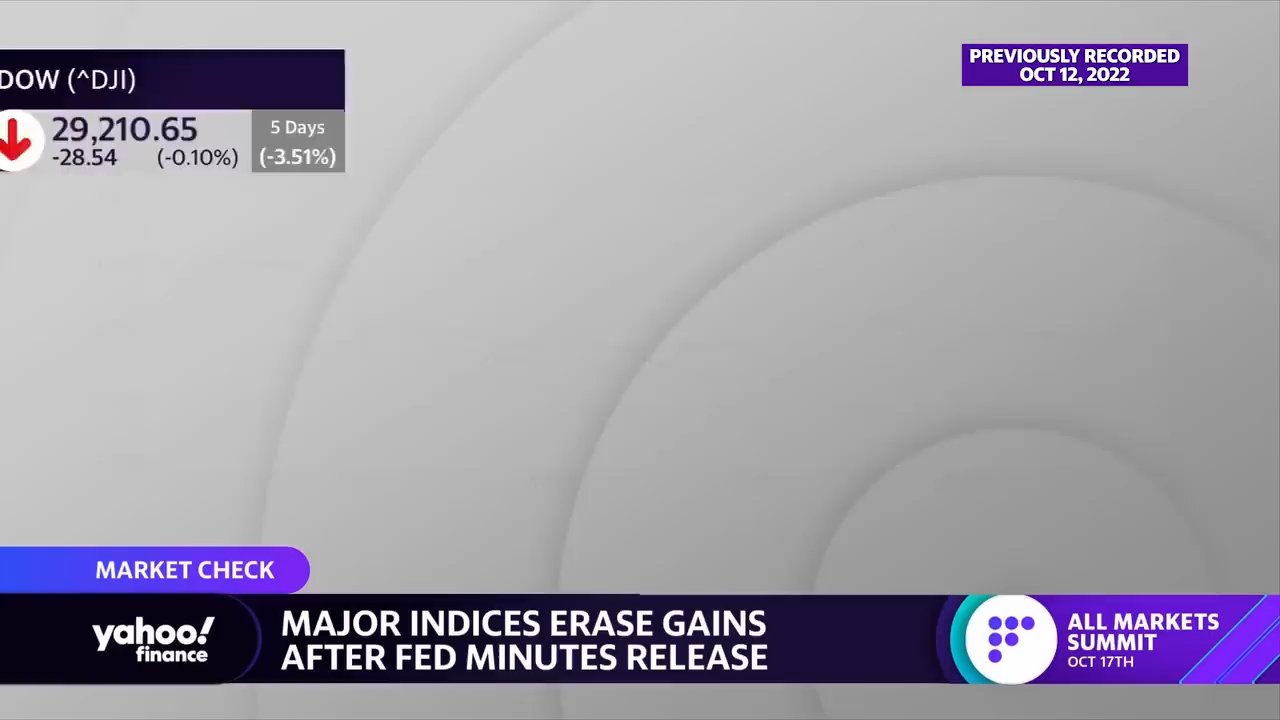 DOW (^DJI)
29,210.65
-28.54 (-0.10%)
5 Days
(-3.51%)
PREVIOUSLY RECORDED
OCT 12, 2022
MARKET CHECK
yahoo!
finance
MAJOR INDICES ERASE GAINS
AFTER FED MINUTES RELEASE
ALL MARKETS
SUMMIT
OCT 17TH